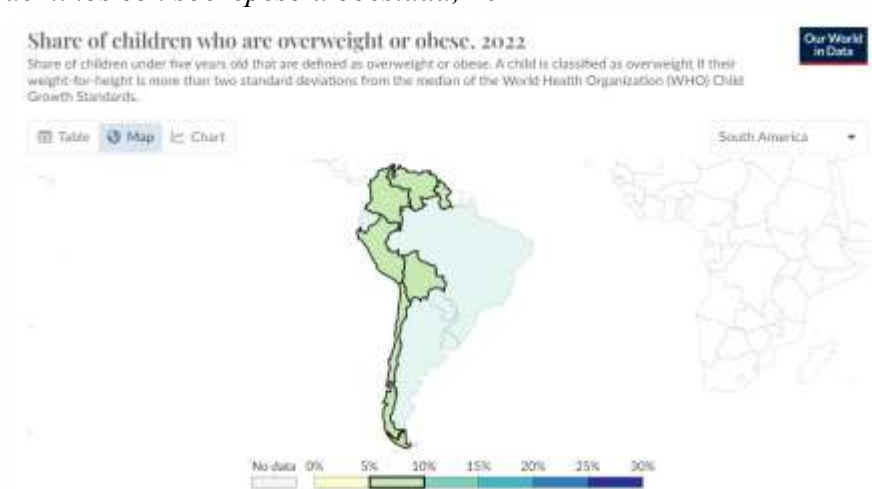 Share of children who are overweight or obese, 2022
Our World
in Data
Share of children under five years old that are defined as overweight or obese. A child is classified as overweight if their
weight-for-height is more than two standard deviations from the median of the World Health Organization (WHO) Child
Growth Standards.
Table Map Chart
South America
No data 0% 5% 10% 15% 20% 25% 30%